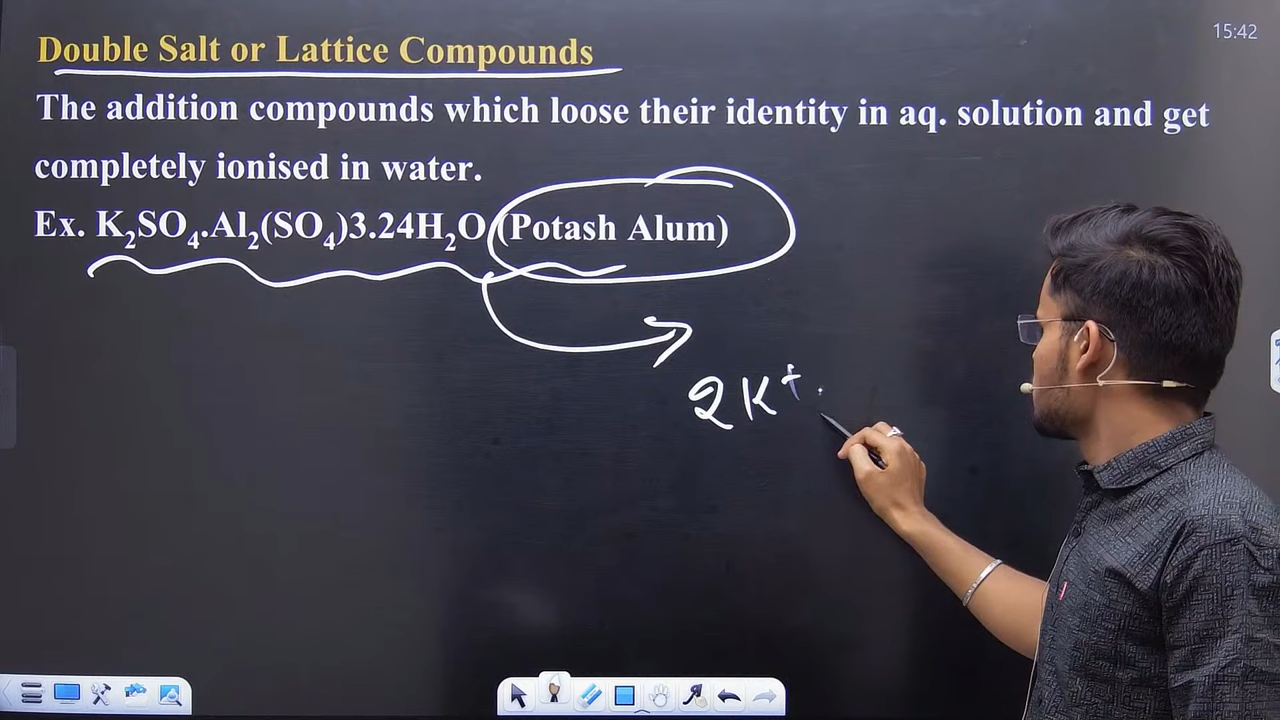 15:42
Double Salt or Lattice Compounds
The addition compounds which loose their identity in aq. solution and get
completely ionised in water.
Ex. K₂SO₄.Al₂(SO₄)3.24H₂O (Potash Alum)
2K⁺